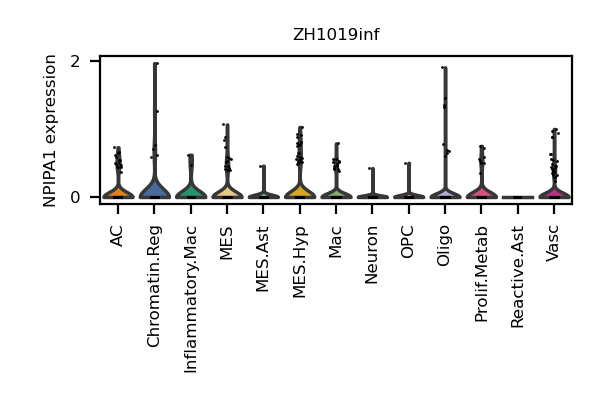 ZH1019inf
NPIPA1 expression
2
0
AC
Chromatin.Reg
Inflammatory.Mac
MES
MES.Ast
MES.Hyp
Mac
Neuron
OPC
Oligo
Prolif.Metab
Reactive.Ast
Vasc